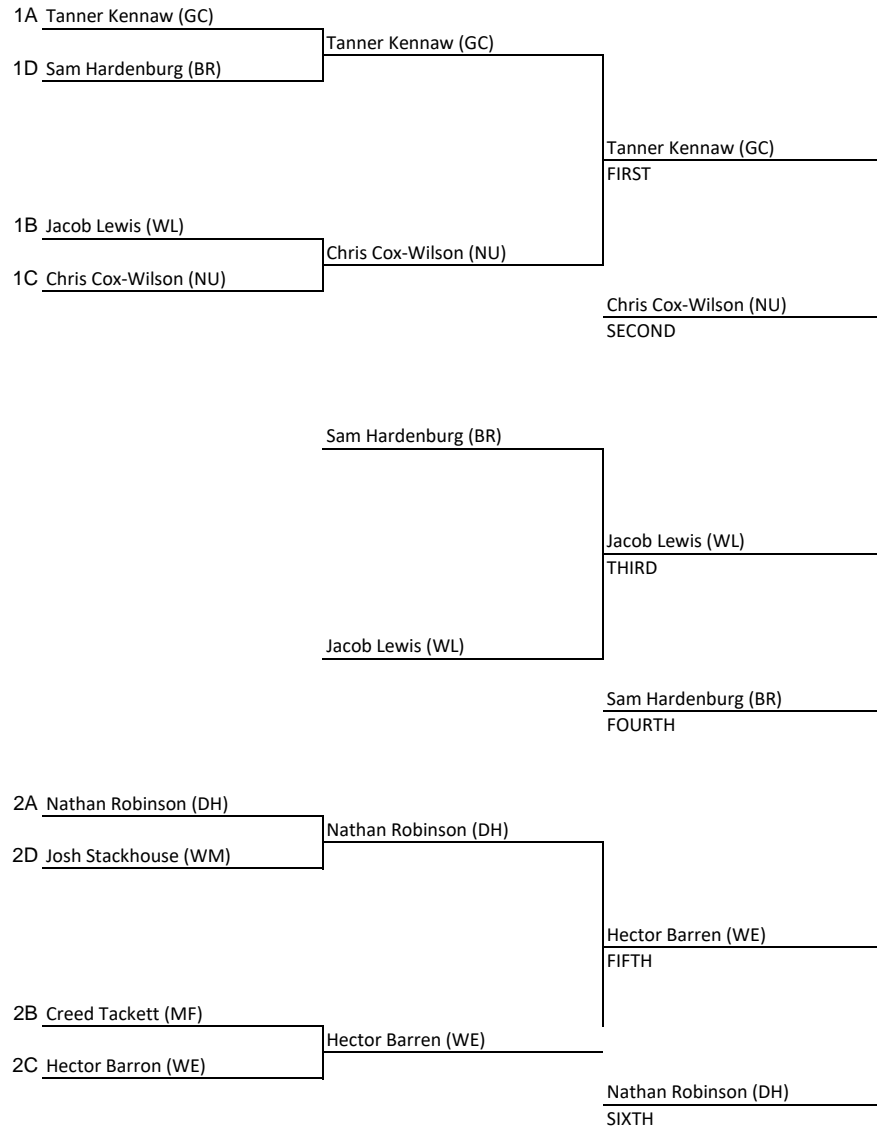 1A Tanner Kennaw (GC)
Tanner Kennaw (GC)
1D Sam Hardenburg (BR)
Tanner Kennaw (GC)
FIRST
1B Jacob Lewis (WL)
Chris Cox-Wilson (NU)
1C Chris Cox-Wilson (NU)
Chris Cox-Wilson (NU)
SECOND
Sam Hardenburg (BR)
Jacob Lewis (WL)
THIRD
Jacob Lewis (WL)
Sam Hardenburg (BR)
FOURTH
2A Nathan Robinson (DH)
Nathan Robinson (DH)
2D Josh Stackhouse (WM)
Hector Barren (WE)
FIFTH
2B Creed Tackett (MF)
Hector Barren (WE)
2C Hector Barron (WE)
Nathan Robinson (DH)
SIXTH